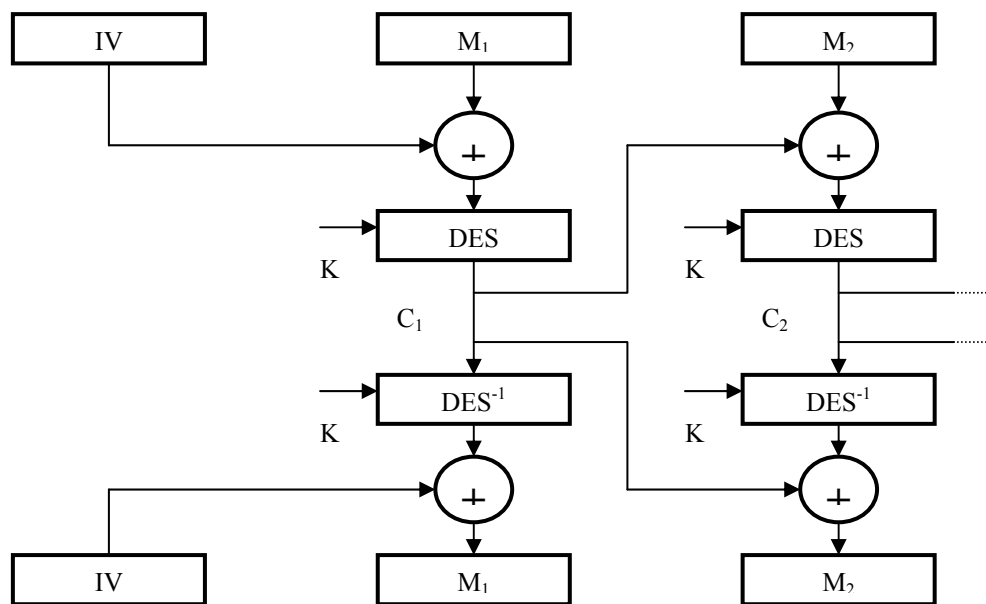 IV M₁ M₂
+ +
DES DES
K K
C₁ C₂
DES⁻¹ DES⁻¹
K K
+ +
IV M₁ M₂